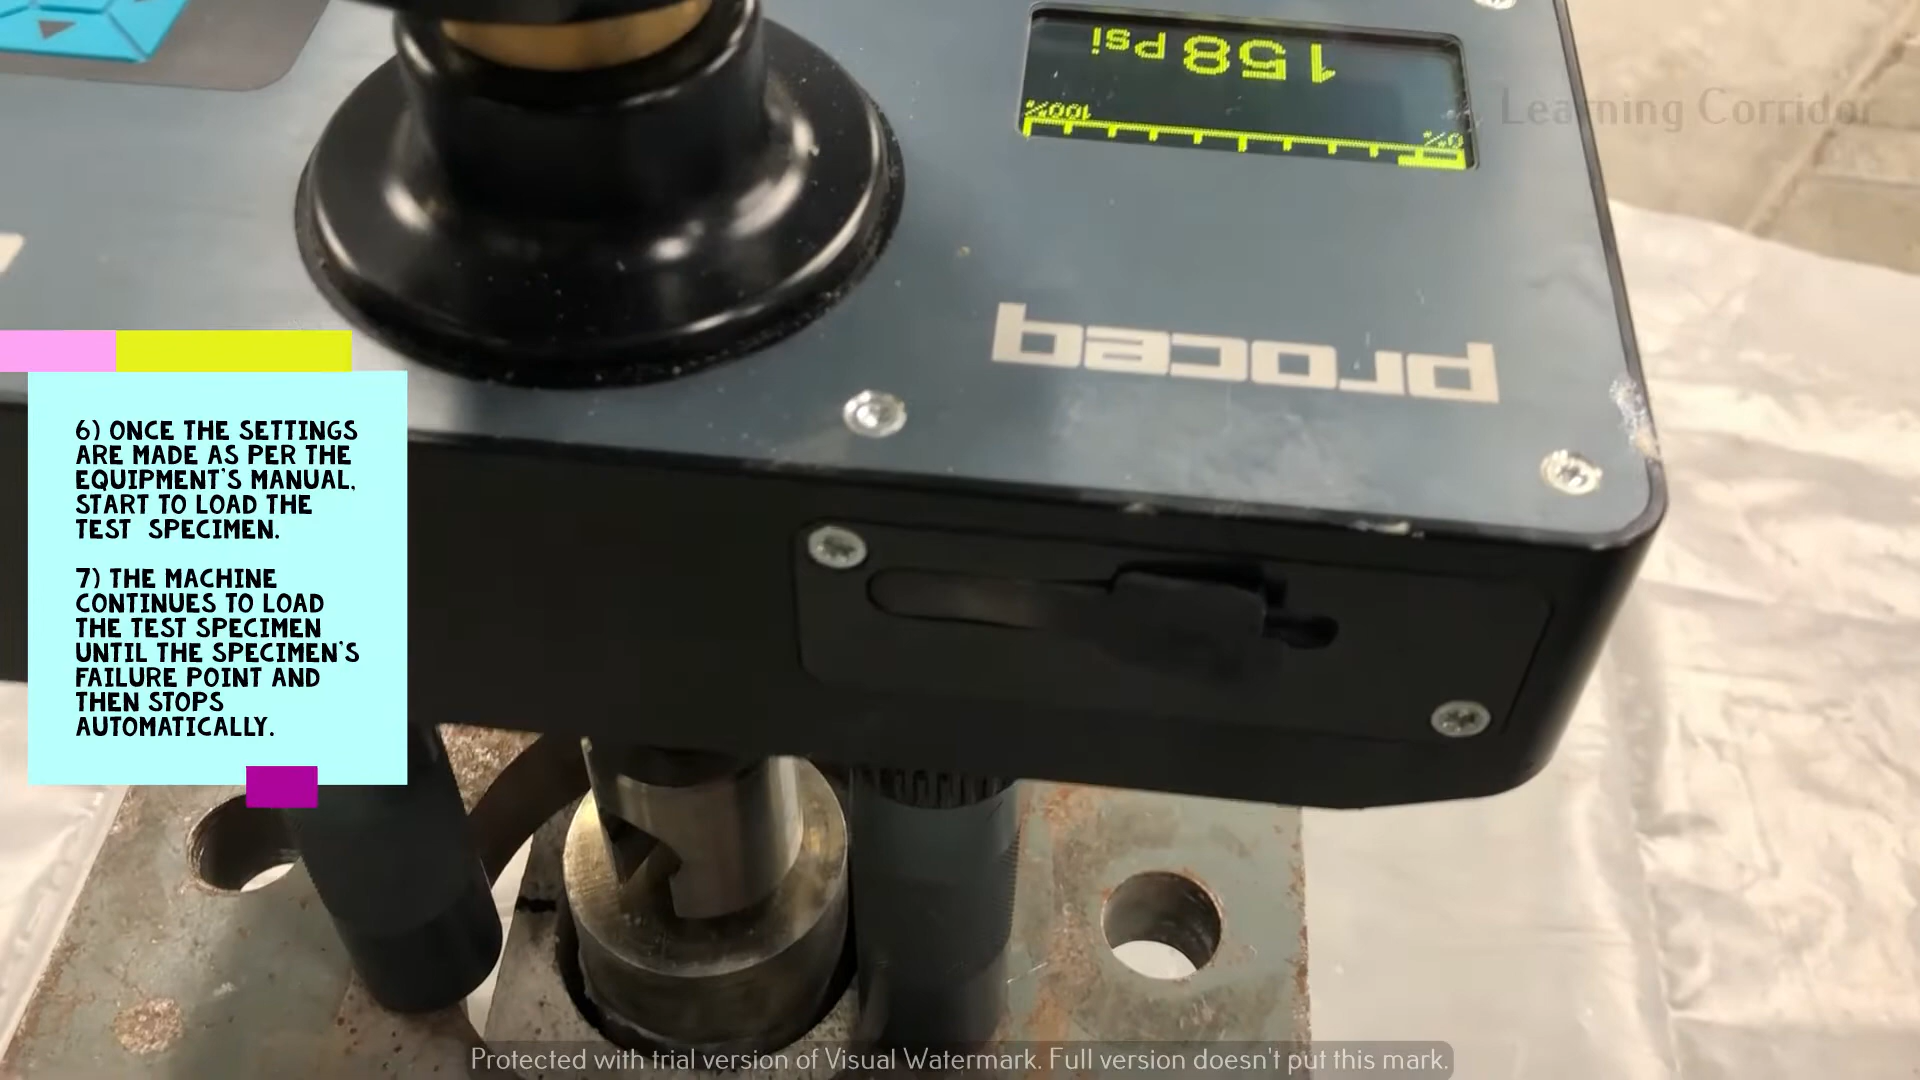 158 Psi
100%
0%
Learning Corridor
proceq
6) ONCE THE SETTINGS
ARE MADE AS PER THE
EQUIPMENT'S MANUAL,
START TO LOAD THE
TEST SPECIMEN.
7) THE MACHINE
CONTINUES TO LOAD
THE TEST SPECIMEN
UNTIL THE SPECIMEN'S
FAILURE POINT AND
THEN STOPS
AUTOMATICALLY.
Protected with trial version of Visual Watermark. Full version doesn't put this mark.